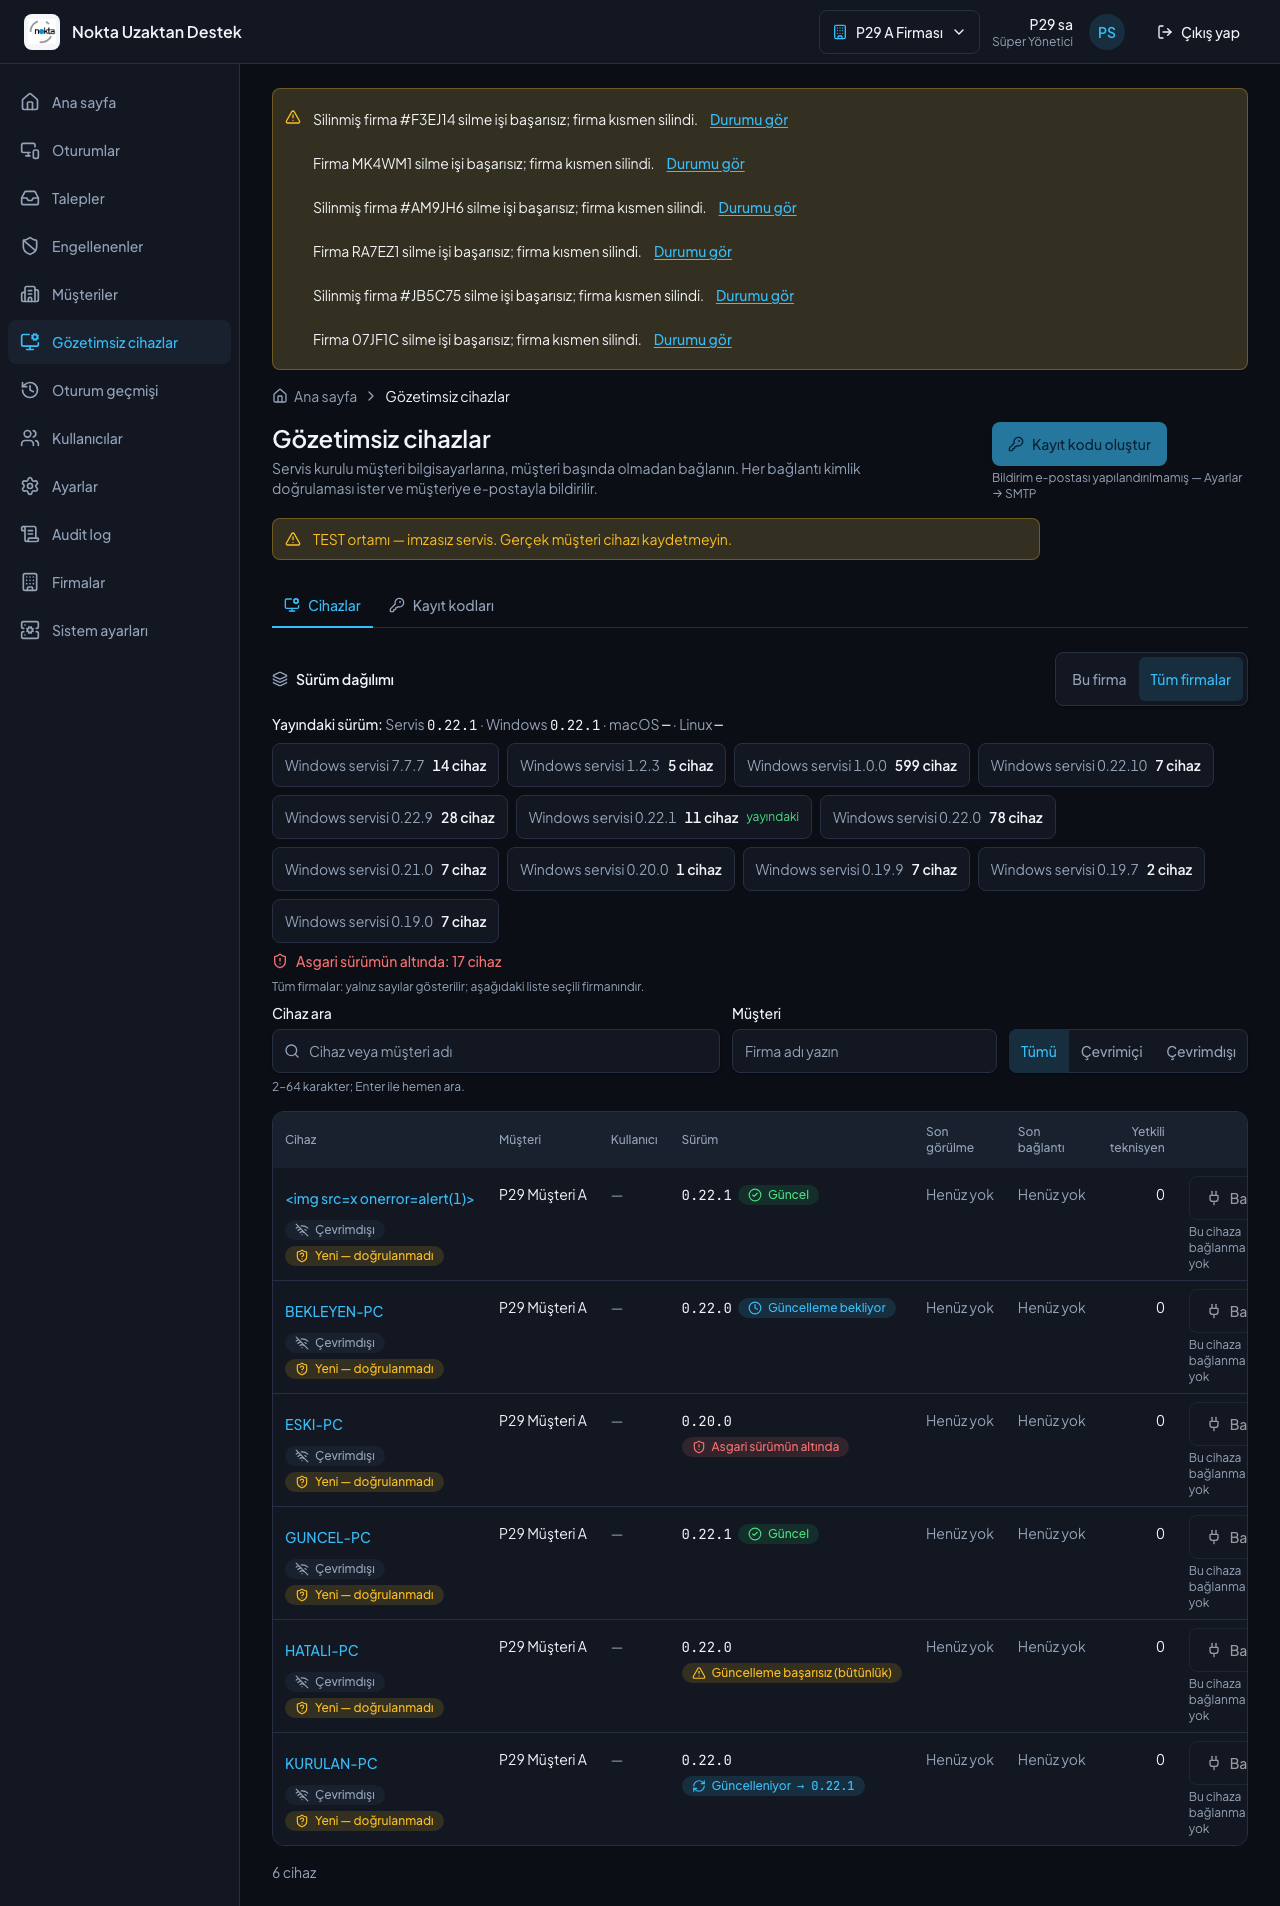 nokta
Nokta Uzaktan Destek
P29 A Firması
P29 sa
Süper Yönetici
PS
Çıkış yap
Ana sayfa
Oturumlar
Talepler
Engellenenler
Müşteriler
Gözetimsiz cihazlar
Oturum geçmişi
Kullanıcılar
Ayarlar
Audit log
Firmalar
Sistem ayarları
Silinmiş firma #F3EJ14 silme işi başarısız; firma kısmen silindi. Durumu gör
Firma MK4WM1 silme işi başarısız; firma kısmen silindi. Durumu gör
Silinmiş firma #AM9JH6 silme işi başarısız; firma kısmen silindi. Durumu gör
Firma RA7EZ1 silme işi başarısız; firma kısmen silindi. Durumu gör
Silinmiş firma #JB5C75 silme işi başarısız; firma kısmen silindi. Durumu gör
Firma 07JF1C silme işi başarısız; firma kısmen silindi. Durumu gör
Ana sayfa > Gözetimsiz cihazlar
Gözetimsiz cihazlar
Servis kurulu müşteri bilgisayarlarına, müşteri başında olmadan bağlanın. Her bağlantı kimlik
doğrulaması ister ve müşteriye e-postayla bildirilir.
Kayıt kodu oluştur
Bildirim e-postası yapılandırılmamış — Ayarlar
→ SMTP
TEST ortamı — imzasız servis. Gerçek müşteri cihazı kaydetmeyin.
Cihazlar
Kayıt kodları
Sürüm dağılımı
Bu firma
Tüm firmalar
Yayındaki sürüm: Servis 0.22.1 · Windows 0.22.1 · macOS — · Linux —
Windows servisi 7.7.7 14 cihaz
Windows servisi 1.2.3 5 cihaz
Windows servisi 1.0.0 599 cihaz
Windows servisi 0.22.10 7 cihaz
Windows servisi 0.22.9 28 cihaz
Windows servisi 0.22.1 11 cihaz yayındaki
Windows servisi 0.22.0 78 cihaz
Windows servisi 0.21.0 7 cihaz
Windows servisi 0.20.0 1 cihaz
Windows servisi 0.19.9 7 cihaz
Windows servisi 0.19.7 2 cihaz
Windows servisi 0.19.0 7 cihaz
Asgari sürümün altında: 17 cihaz
Tüm firmalar: yalnız sayılar gösterilir; aşağıdaki liste seçili firmanındır.
Cihaz ara
Cihaz veya müşteri adı
2–64 karakter; Enter ile hemen ara.
Müşteri
Firma adı yazın
Tümü
Çevrimiçi
Çevrimdışı
Cihaz
Müşteri
Kullanıcı
Sürüm
Son
görülme
Son
bağlantı
Yetkili
teknisyen
<img src=x onerror=alert(1)>
Çevrimdışı
Yeni — doğrulanmadı
P29 Müşteri A
—
0.22.1 Güncel
Henüz yok
Henüz yok
0
Ba
Bu cihaza
bağlanma
yok
BEKLEYEN-PC
Çevrimdışı
Yeni — doğrulanmadı
P29 Müşteri A
—
0.22.0 Güncelleme bekliyor
Henüz yok
Henüz yok
0
Ba
Bu cihaza
bağlanma
yok
ESKI-PC
Çevrimdışı
Yeni — doğrulanmadı
P29 Müşteri A
—
0.20.0
Asgari sürümün altında
Henüz yok
Henüz yok
0
Ba
Bu cihaza
bağlanma
yok
GUNCEL-PC
Çevrimdışı
Yeni — doğrulanmadı
P29 Müşteri A
—
0.22.1 Güncel
Henüz yok
Henüz yok
0
Ba
Bu cihaza
bağlanma
yok
HATALI-PC
Çevrimdışı
Yeni — doğrulanmadı
P29 Müşteri A
—
0.22.0
Güncelleme başarısız (bütünlük)
Henüz yok
Henüz yok
0
Ba
Bu cihaza
bağlanma
yok
KURULAN-PC
Çevrimdışı
Yeni — doğrulanmadı
P29 Müşteri A
—
0.22.0
Güncelleniyor → 0.22.1
Henüz yok
Henüz yok
0
Ba
Bu cihaza
bağlanma
yok
6 cihaz